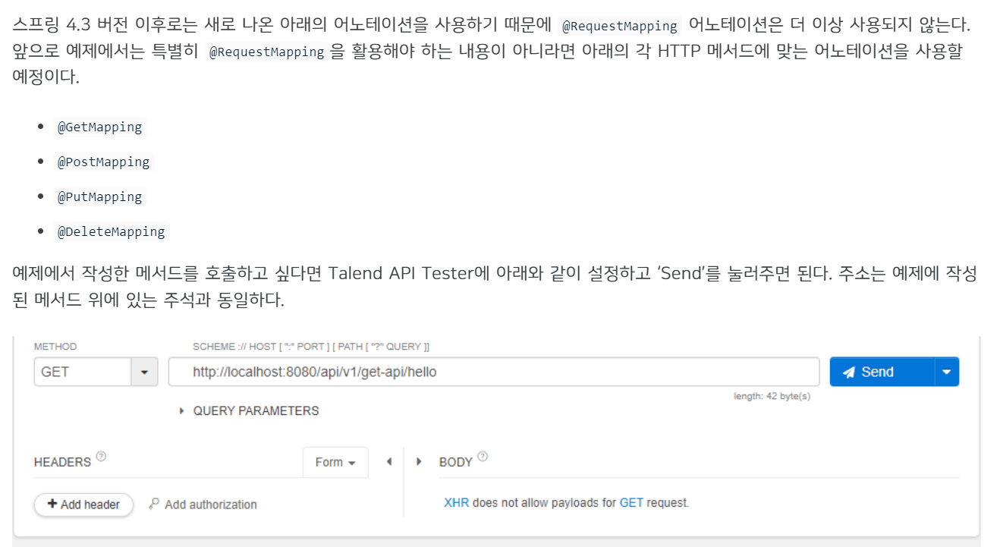 스프링 4.3 버전 이후로는 새로 나온 아래의 어노테이션을 사용하기 때문에 @RequestMapping 어노테이션은 더 이상 사용되지 않는다.
앞으로 예제에서는 특별히 @RequestMapping 을 활용해야 하는 내용이 아니라면 아래의 각 HTTP 메서드에 맞는 어노테이션을 사용할
예정이다.
• @GetMapping
• @PostMapping
• @PutMapping
• @DeleteMapping
예제에서 작성한 메서드를 호출하고 싶다면 Talend API Tester에 아래와 같이 설정하고 ‘Send’를 눌러주면 된다. 주소는 예제에 작성
된 메서드 위에 있는 주석과 동일하다.
METHOD SCHEME :// HOST [ ":" PORT ] [ PATH [ "?" QUERY ]]
GET http://localhost:8080/api/v1/get-api/hello Send
length: 42 byte(s)
QUERY PARAMETERS
HEADERS ? Form BODY ?
+ Add header Add authorization XHR does not allow payloads for GET request.